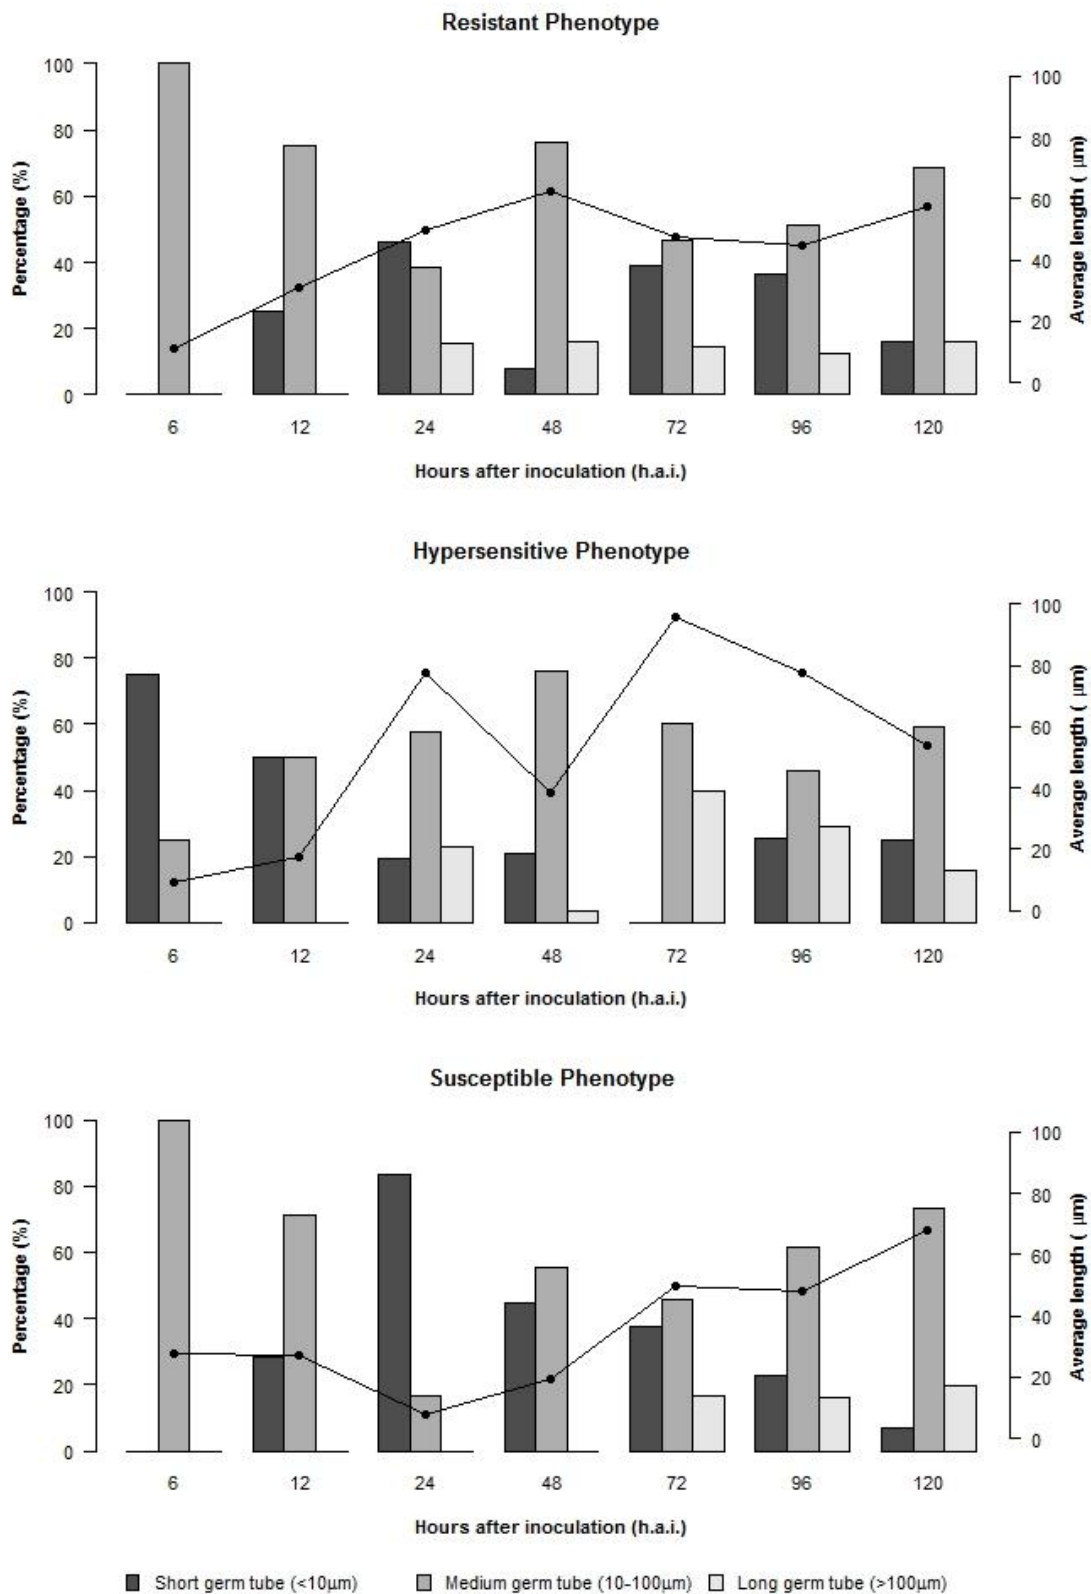 Resistant Phenotype
Percentage (%)
100
80
60
40
20
0
100
80
60
40
20
0
Average length ( µm)
6 12 24 48 72 96 120
Hours after inoculation (h.a.i.)
Hypersensitive Phenotype
Percentage (%)
100
80
60
40
20
0
100
80
60
40
20
0
Average length ( µm)
6 12 24 48 72 96 120
Hours after inoculation (h.a.i.)
Susceptible Phenotype
Percentage (%)
100
80
60
40
20
0
100
80
60
40
20
0
Average length ( µm)
6 12 24 48 72 96 120
Hours after inoculation (h.a.i.)
Short germ tube (<10µm) Medium germ tube (10-100µm) Long germ tube (>100µm)